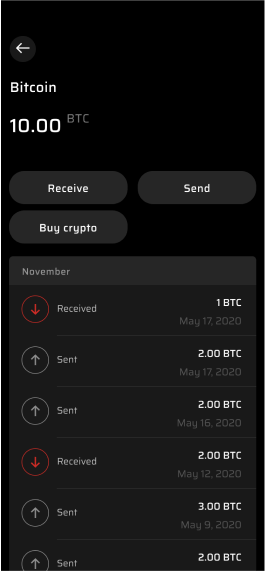 Bitcoin
10.00 BTC
Receive
Send
Buy crypto
November
Received
1 BTC
May 17, 2020
Sent
2.00 BTC
May 17, 2020
Sent
2.00 BTC
May 16, 2020
Received
2.00 BTC
May 12, 2020
Sent
3.00 BTC
May 9, 2020
Sent
2.00 BTC